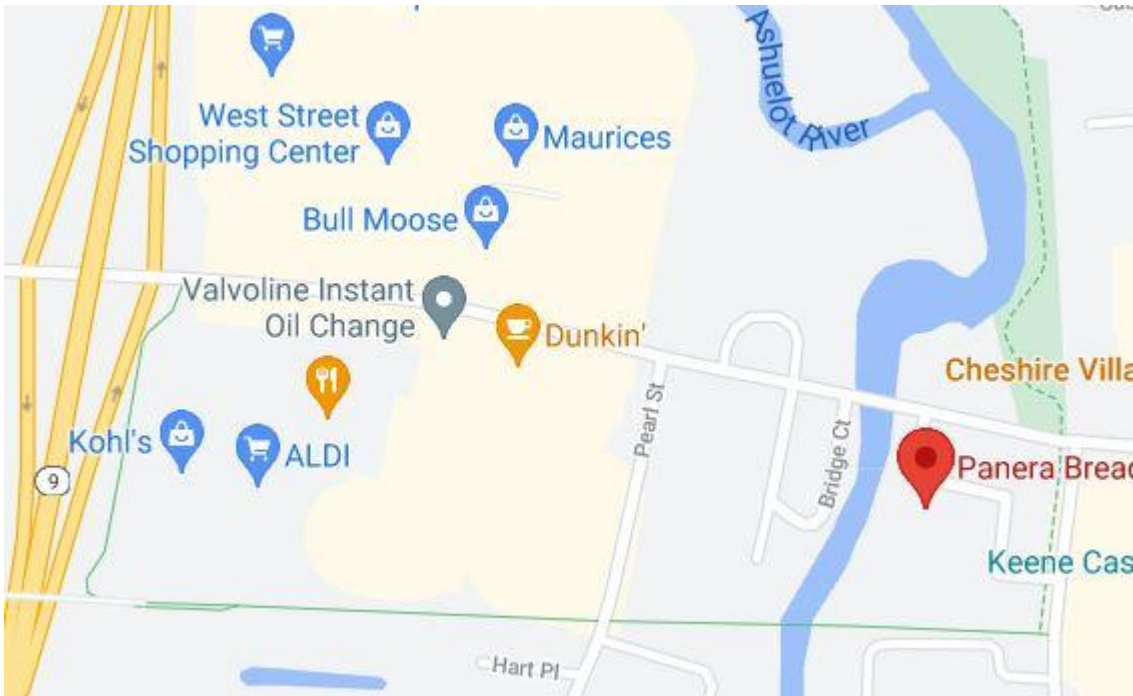 West Street
Shopping Center
Maurices
Ashuelot River
Bull Moose
Valvoline Instant
Oil Change
Dunkin'
Cheshire Villa
Pearl St
Kohl's
ALDI
9
Bridge Ct
Panera Bread
Keene Cas
Hart Pl